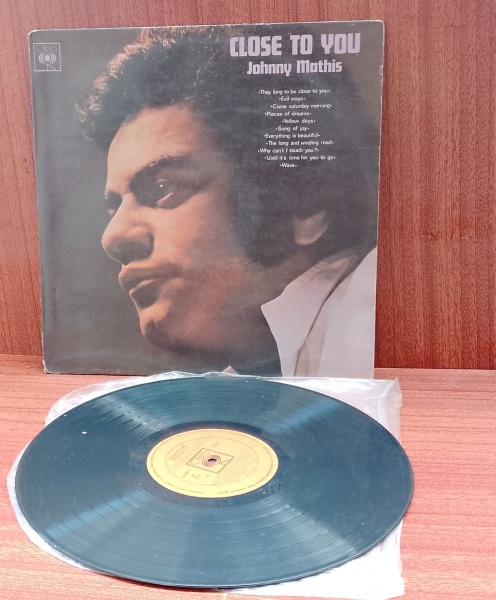 CBS
CLOSE TO YOU
Johnny Mathis
•They long to be close to you•
•Evil ways•
•Come saturday morning•
•Pieces of dreams•
•Yellow days•
•Song of joy•
•Everything is beautiful•
•The long and winding road•
•Why can't I touch you?•
•Until it's time for you to go•
•Wave•